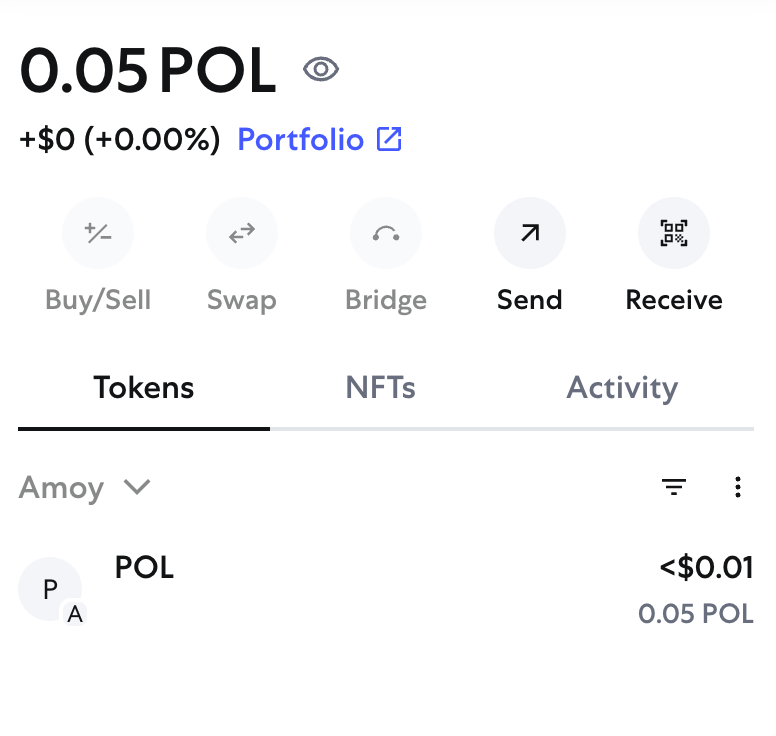 0.05 POL
+$0 (+0.00%) Portfolio
Buy/Sell Swap Bridge Send Receive
Tokens NFTs Activity
Amoy
P A POL <$0.01
0.05 POL